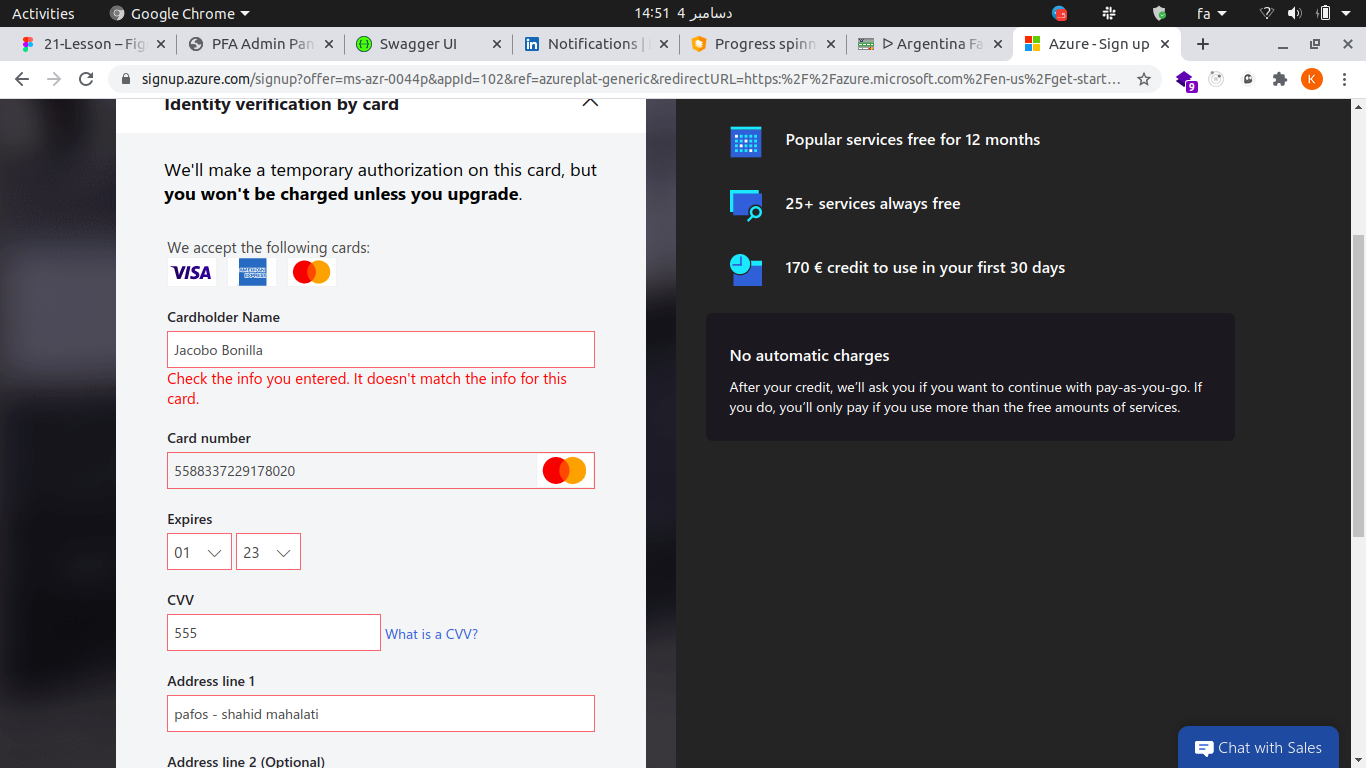 Activities
Google Chrome
14:51 دسامبر 4
fa
21-Lesson – Fig
PFA Admin Pan
Swagger UI
Notifications |
Progress spinn
ᐅ Argentina Fa
Azure - Sign up
signup.azure.com/signup?offer=ms-azr-0044p&appId=102&ref=azureplat-generic&redirectURL=https:%2F%2Fazure.microsoft.com%2Fen-us%2Fget-start…
9
K
Identity verification by card
We'll make a temporary authorization on this card, but
you won't be charged unless you upgrade.
We accept the following cards:
VISA
AMERICAN EXPRESS
Cardholder Name
Jacobo Bonilla
Check the info you entered. It doesn't match the info for this
card.
Card number
5588337229178020
Expires
01 23
CVV
555
What is a CVV?
Address line 1
pafos - shahid mahalati
Address line 2 (Optional)
Popular services free for 12 months
25+ services always free
170 € credit to use in your first 30 days
No automatic charges
After your credit, we'll ask you if you want to continue with pay-as-you-go. If
you do, you'll only pay if you use more than the free amounts of services.
Chat with Sales